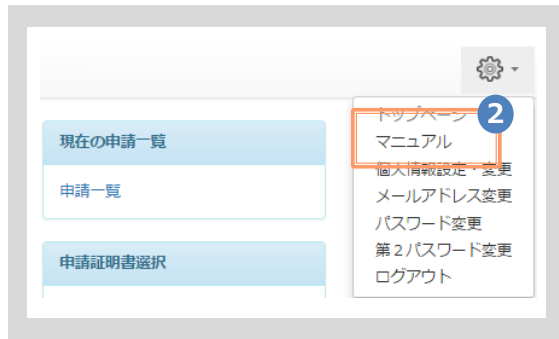 トップページ
2
マニュアル
個人情報設定・変更
メールアドレス変更
パスワード変更
第2パスワード変更
ログアウト
現在の申請一覧
申請一覧
申請証明書選択